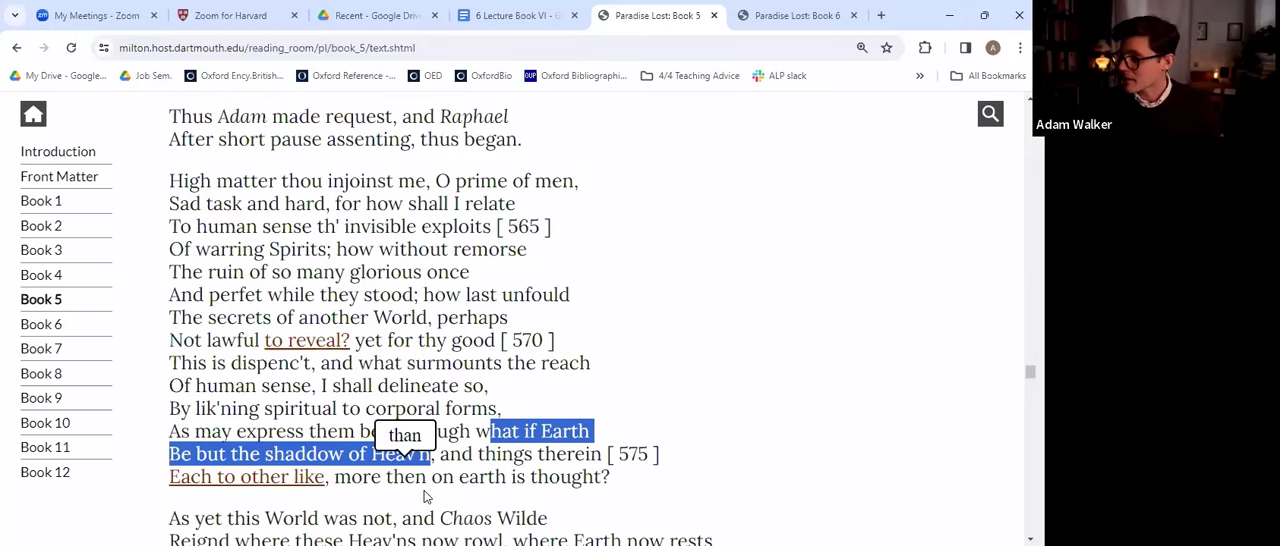 My Meetings - Zoom
Zoom for Harvard
Recent - Google Driv
6 Lecture Book VI - G
Paradise Lost: Book 5
Paradise Lost: Book 6
milton.host.dartmouth.edu/reading_room/pl/book_5/text.shtml
A
My Drive - Google...
Job Sem.
Oxford Ency.British...
Oxford Reference -...
OED
OxfordBio
OUP
Oxford Bibliographi...
4/4 Teaching Advice
ALP slack
»
All Bookmarks
Adam Walker
Introduction
Front Matter
Book 1
Book 2
Book 3
Book 4
Book 5
Book 6
Book 7
Book 8
Book 9
Book 10
Book 11
Book 12
Thus Adam made request, and Raphael
After short pause assenting, thus began.
High matter thou injoinst me, O prime of men,
Sad task and hard, for how shall I relate
To human sense th' invisible exploits [ 565 ]
Of warring Spirits; how without remorse
The ruin of so many glorious once
And perfet while they stood; how last unfould
The secrets of another World, perhaps
Not lawful to reveal? yet for thy good [ 570 ]
This is dispenc't, and what surmounts the reach
Of human sense, I shall delineate so,
By lik'ning spiritual to corporal forms,
As may express them be ugh what if Earth
than
Be but the shaddow of Heav'n, and things therein [ 575 ]
Each to other like, more then on earth is thought?
As yet this World was not, and Chaos Wilde
Reignd where these Heav'ns now rowl, where Earth now rests